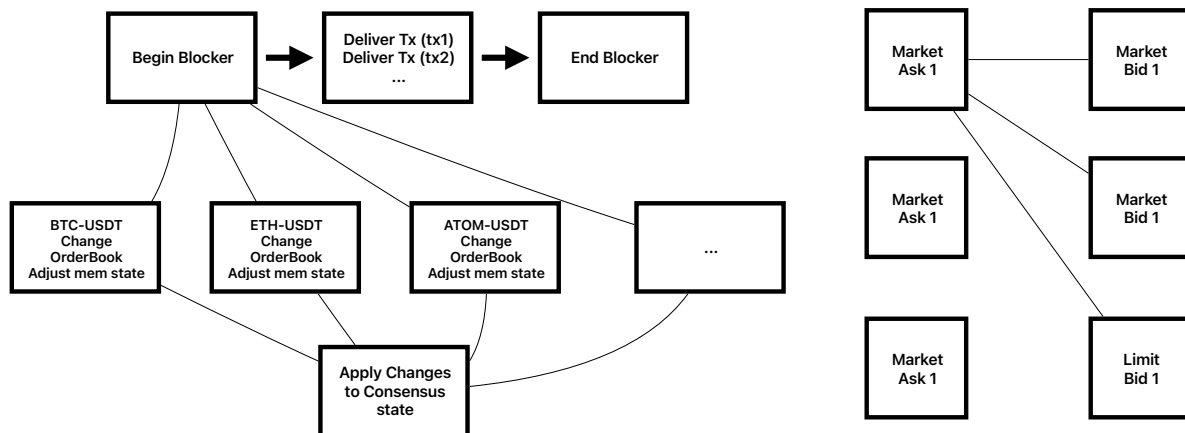 Begin Blocker
Deliver Tx (tx1)
Deliver Tx (tx2)
...
End Blocker
Market
Ask 1
Market
Bid 1
Market
Ask 1
Market
Bid 1
BTC-USDT
Change
OrderBook
Adjust mem state
ETH-USDT
Change
OrderBook
Adjust mem state
ATOM-USDT
Change
OrderBook
Adjust mem state
...
Apply Changes
to Consensus
state
Market
Ask 1
Limit
Bid 1